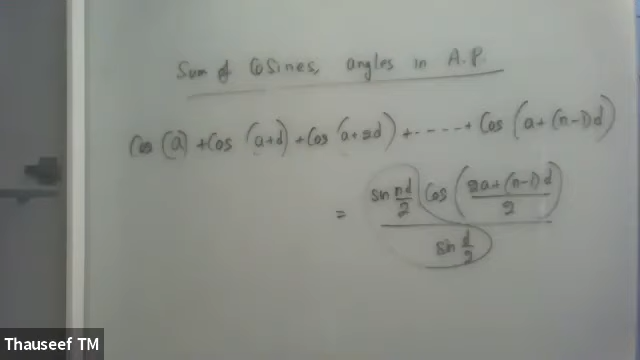 Sum of Cosines, angles in A.P.
Cos (a) + Cos (a+d) + Cos (a+2d) + ----- + Cos (a + (n-1)d)
= sin nd/2 Cos (2a+(n-1)d/2)
sin d/2
Thauseef TM